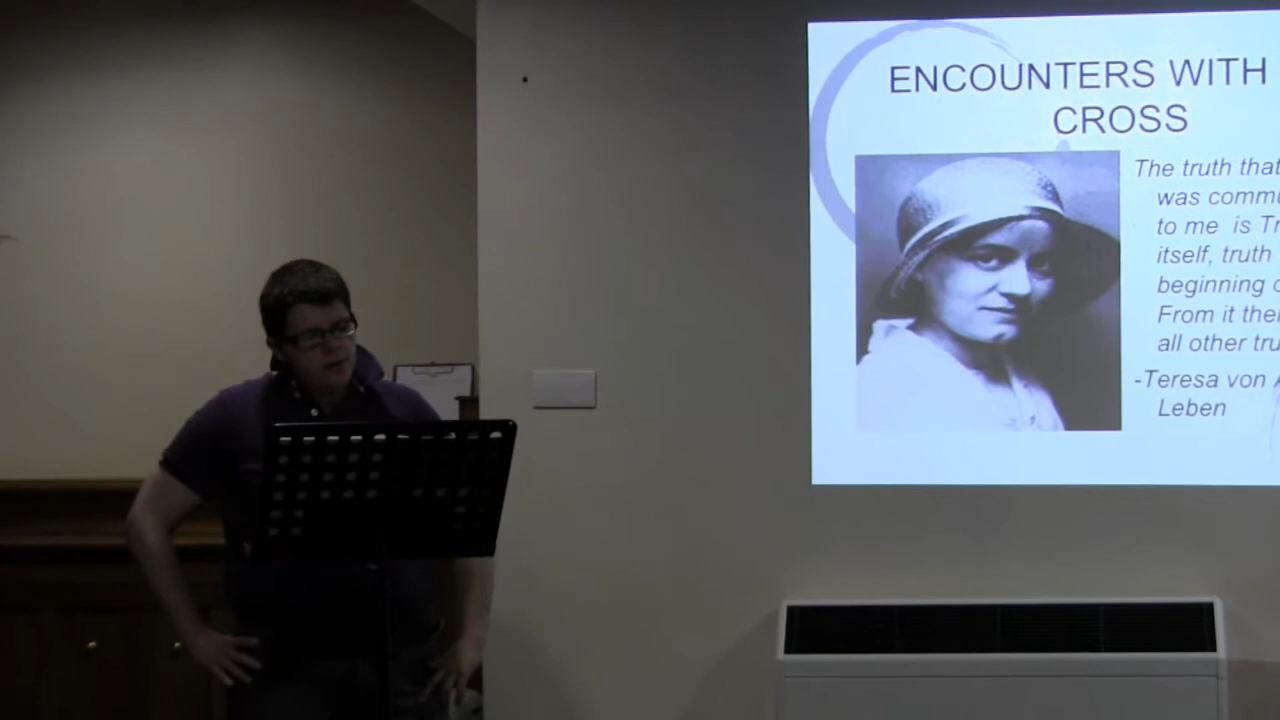 ENCOUNTERS WITH
CROSS
The truth that
was commu
to me is Tr
itself, truth
beginning o
From it the
all other tru
-Teresa von A
Leben